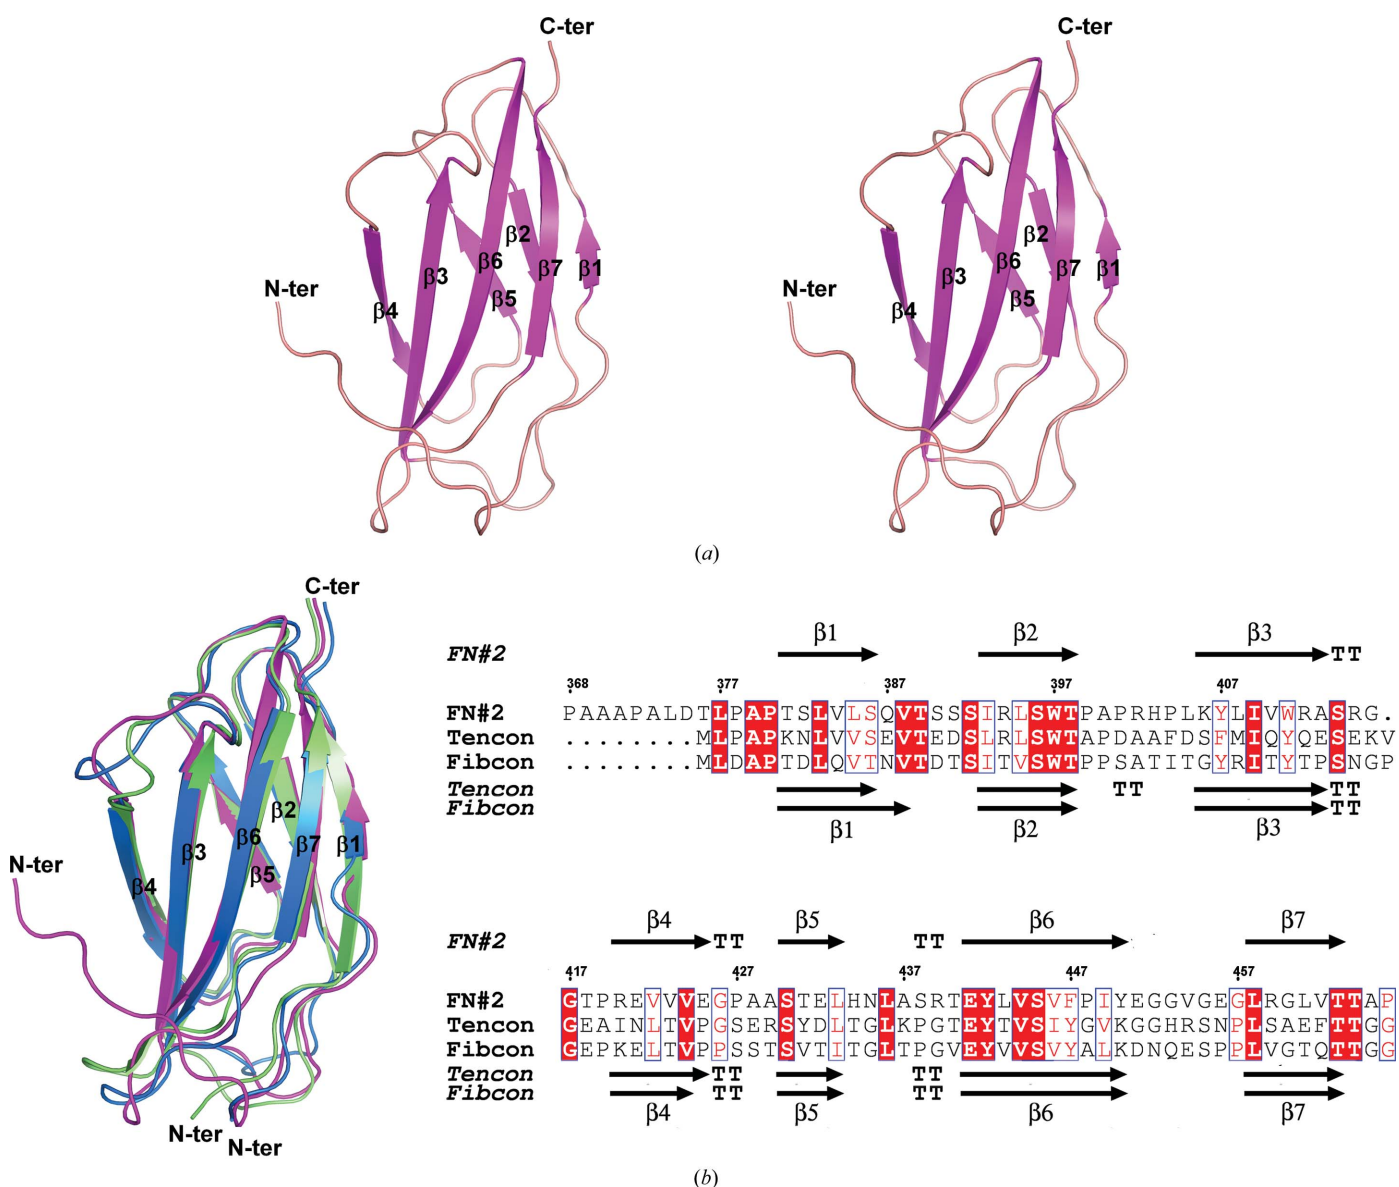 C-ter C-ter
β2 β2
β6 β7 β1 β6 β7 β1
β3 β3
N-ter β5 N-ter β5
β4 β4
(a)
C-ter
β2
β6 β7 β1
β3
N-ter β5
β4
N-ter
N-ter
β1 β2 β3
FN#2 TT
368 377 387 397 407
FN#2 PAAAPALDTLPAPTSLVLSQVTSSSIRLSWTPAPRHPLKYLIVWRASRG.
Tencon ........MLPAPKNLVVSEVTEDSLRLSWTAPDAAFDSFMIQYQESEKV
Fibcon ........MLDAPTDLQVTNVTDTSITVSWTPPSATITGYRITYTPSNGP
Tencon TT TT
Fibcon TT
β1 β2 β3
β4 β5 β6 β7
FN#2 TT TT
417 427 437 447 457
FN#2 GTPREVVVEGPAASTELHNLASRTEYLVSVFPIYEGGVGEGLRGLVTTAP
Tencon GEAINLTVPGSERSYDLTGLKPGTEYTVSIYGVKGGHRSNPLSAEFTTGG
Fibcon GEPKELTVPPSSTSVTITGLTPGVEYVVSVYALKDNQESPPLVGTQTTGG
Tencon TT TT
Fibcon TT TT
β4 β5 β6 β7
(b)